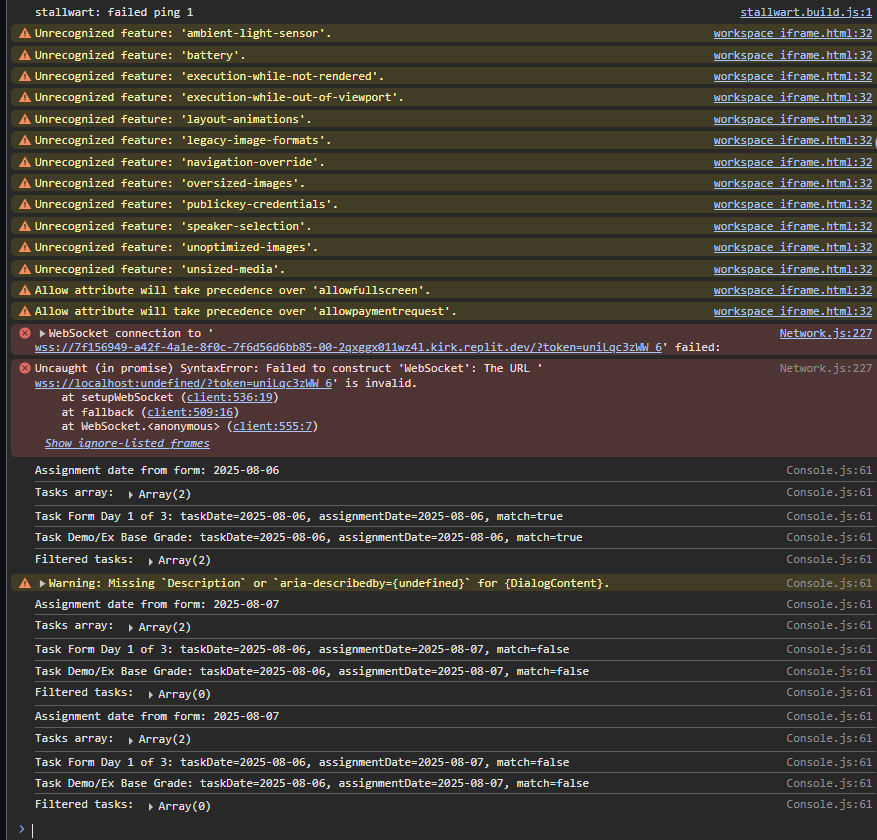 stallwart: failed ping 1 stallwart.build.js:1
Unrecognized feature: 'ambient-light-sensor'. workspace_iframe.html:32
Unrecognized feature: 'battery'. workspace_iframe.html:32
Unrecognized feature: 'execution-while-not-rendered'. workspace_iframe.html:32
Unrecognized feature: 'execution-while-out-of-viewport'. workspace_iframe.html:32
Unrecognized feature: 'layout-animations'. workspace_iframe.html:32
Unrecognized feature: 'legacy-image-formats'. workspace_iframe.html:32
Unrecognized feature: 'navigation-override'. workspace_iframe.html:32
Unrecognized feature: 'oversized-images'. workspace_iframe.html:32
Unrecognized feature: 'publickey-credentials'. workspace_iframe.html:32
Unrecognized feature: 'speaker-selection'. workspace_iframe.html:32
Unrecognized feature: 'unoptimized-images'. workspace_iframe.html:32
Unrecognized feature: 'unsized-media'. workspace_iframe.html:32
Allow attribute will take precedence over 'allowfullscreen'. workspace_iframe.html:32
Allow attribute will take precedence over 'allowpaymentrequest'. workspace_iframe.html:32
WebSocket connection to ' Network.js:227
wss://7f156949-a42f-4a1e-8f0c-7f6d56d6bb85-00-2qxggx011wz4l.kirk.replit.dev/?token=uniLqc3zWW_6' failed:
Uncaught (in promise) SyntaxError: Failed to construct 'WebSocket': The URL ' Network.js:227
wss://localhost:undefined/?token=uniLqc3zWW_6' is invalid.
at setupWebSocket (client:536:19)
at fallback (client:509:16)
at WebSocket.<anonymous> (client:555:7)
Show ignore-listed frames
Assignment date from form: 2025-08-06 Console.js:61
Tasks array: Array(2) Console.js:61
Task Form Day 1 of 3: taskDate=2025-08-06, assignmentDate=2025-08-06, match=true Console.js:61
Task Demo/Ex Base Grade: taskDate=2025-08-06, assignmentDate=2025-08-06, match=true Console.js:61
Filtered tasks: Array(2) Console.js:61
Warning: Missing `Description` or `aria-describedby={undefined}` for {DialogContent}. Console.js:61
Assignment date from form: 2025-08-07 Console.js:61
Tasks array: Array(2) Console.js:61
Task Form Day 1 of 3: taskDate=2025-08-06, assignmentDate=2025-08-07, match=false Console.js:61
Task Demo/Ex Base Grade: taskDate=2025-08-06, assignmentDate=2025-08-07, match=false Console.js:61
Filtered tasks: Array(0) Console.js:61
Assignment date from form: 2025-08-07 Console.js:61
Tasks array: Array(2) Console.js:61
Task Form Day 1 of 3: taskDate=2025-08-06, assignmentDate=2025-08-07, match=false Console.js:61
Task Demo/Ex Base Grade: taskDate=2025-08-06, assignmentDate=2025-08-07, match=false Console.js:61
Filtered tasks: Array(0) Console.js:61